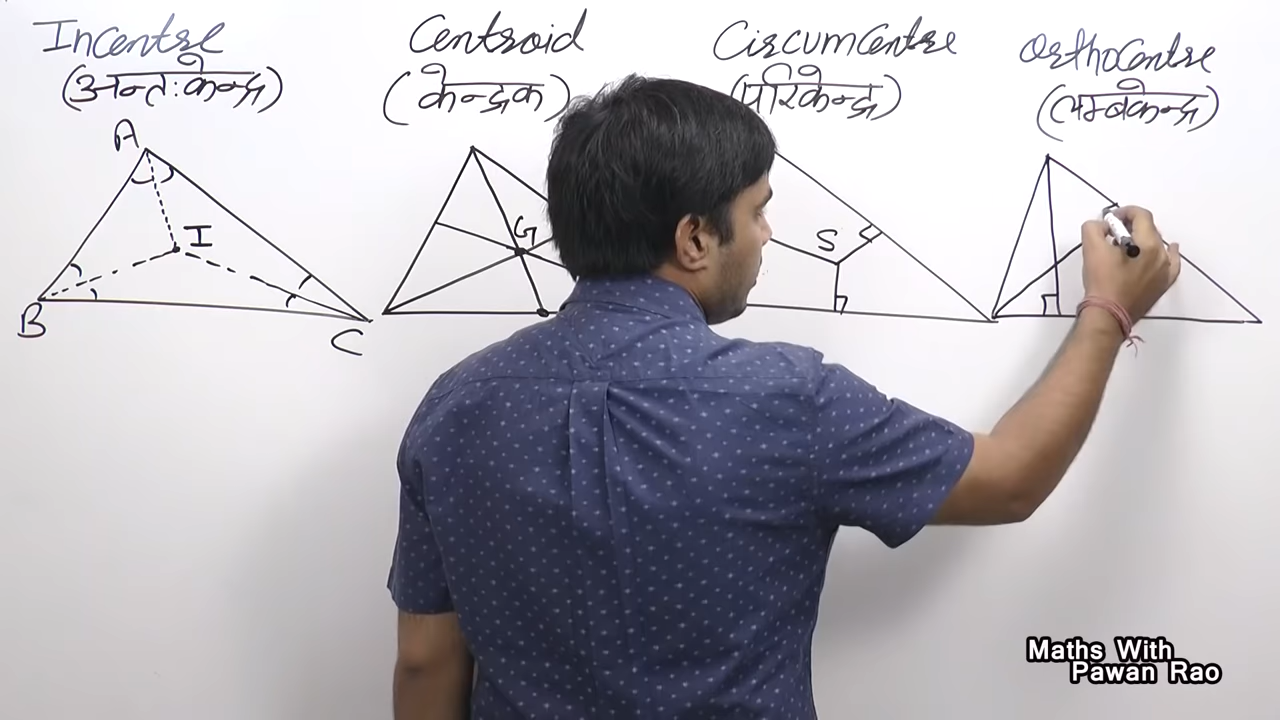 Incentre
(अन्तःकेन्द्र)
Centroid
(केन्द्रक)
Circumcentre
(परिकेन्द्र)
Orthocentre
(लम्बकेन्द्र)
A
I
B
C
G
S
Maths With
Pawan Rao